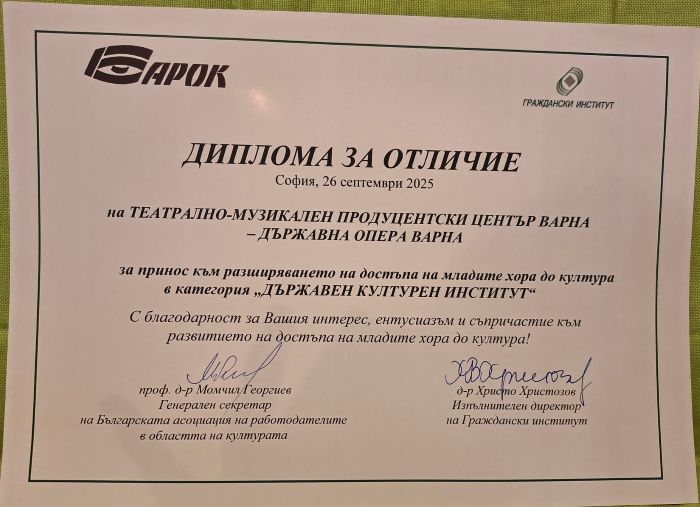 БАРОК
ГРАЖДАНСКИ ИНСТИТУТ
ДИПЛОМА ЗА ОТЛИЧИЕ
София, 26 септември 2025
на ТЕАТРАЛНО-МУЗИКАЛЕН ПРОДУЦЕНТСКИ ЦЕНТЪР ВАРНА
– ДЪРЖАВНА ОПЕРА ВАРНА
за принос към разширяването на достъпа на младите хора до култура
в категория „ДЪРЖАВЕН КУЛТУРЕН ИНСТИТУТ“
С благодарност за Вашия интерес, ентусиазъм и съпричастие към
развитието на достъпа на младите хора до култура!
проф. д-р Момчил Георгиев
Генерален секретар
на Българската асоциация на работодателите
в областта на културата
д-р Христо Христозов
Изпълнителен директор
на Граждански институт